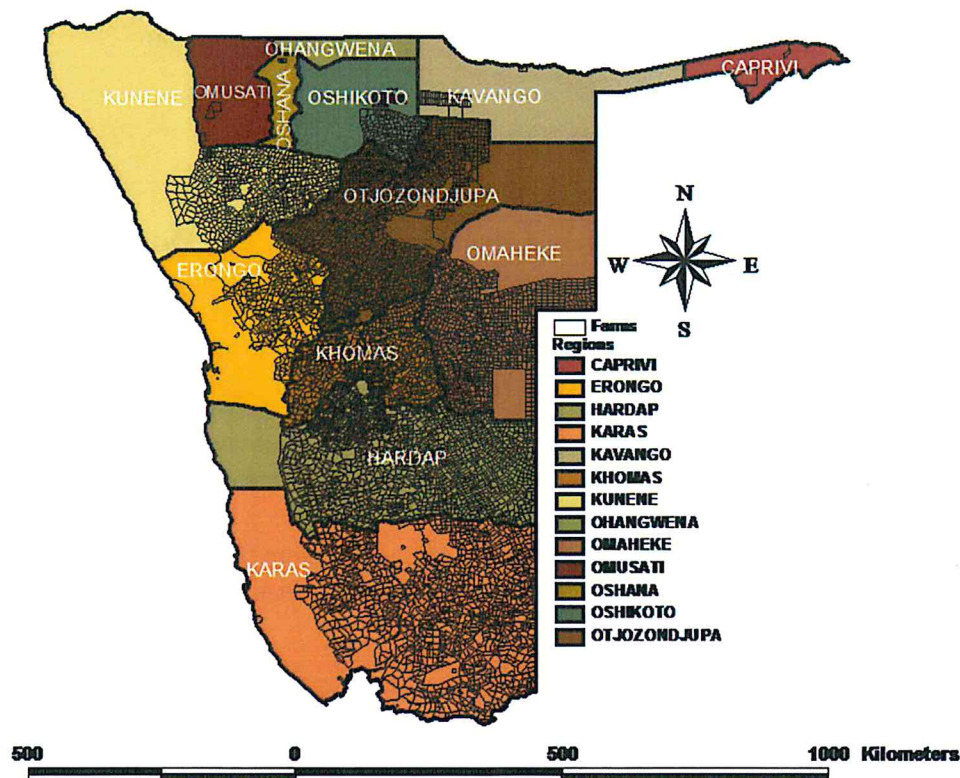 OHANGWENA
CAPRIVI
KUNENE
OMUSATI
OSHANA
OSHIKOTO
KAVANGO
OTJOZONDJUPA
OMAHEKE
ERONGO
KHOMAS
HARDAP
KARAS
N
W E
S
Farms
Regions
CAPRIVI
ERONGO
HARDAP
KARAS
KAVANGO
KHOMAS
KUNENE
OHANGWENA
OMAHEKE
OMUSATI
OSHANA
OSHIKOTO
OTJOZONDJUPA
500 0 500 1000 Kilometers